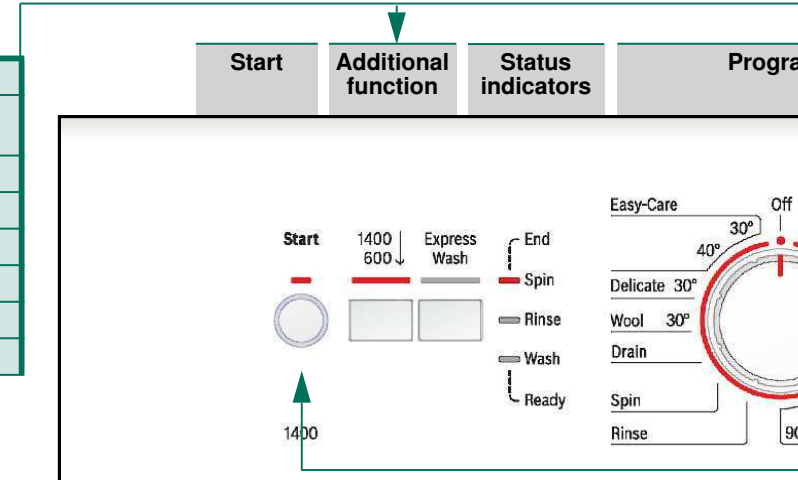 Start
Additional
function
Status
indicators
Progra
Start
1400
600
Express
Wash
End
Spin
Rinse
Wash
Ready
1400
Easy-Care
30°
40°
Off
Delicate 30°
Wool 30°
Drain
Spin
Rinse
90